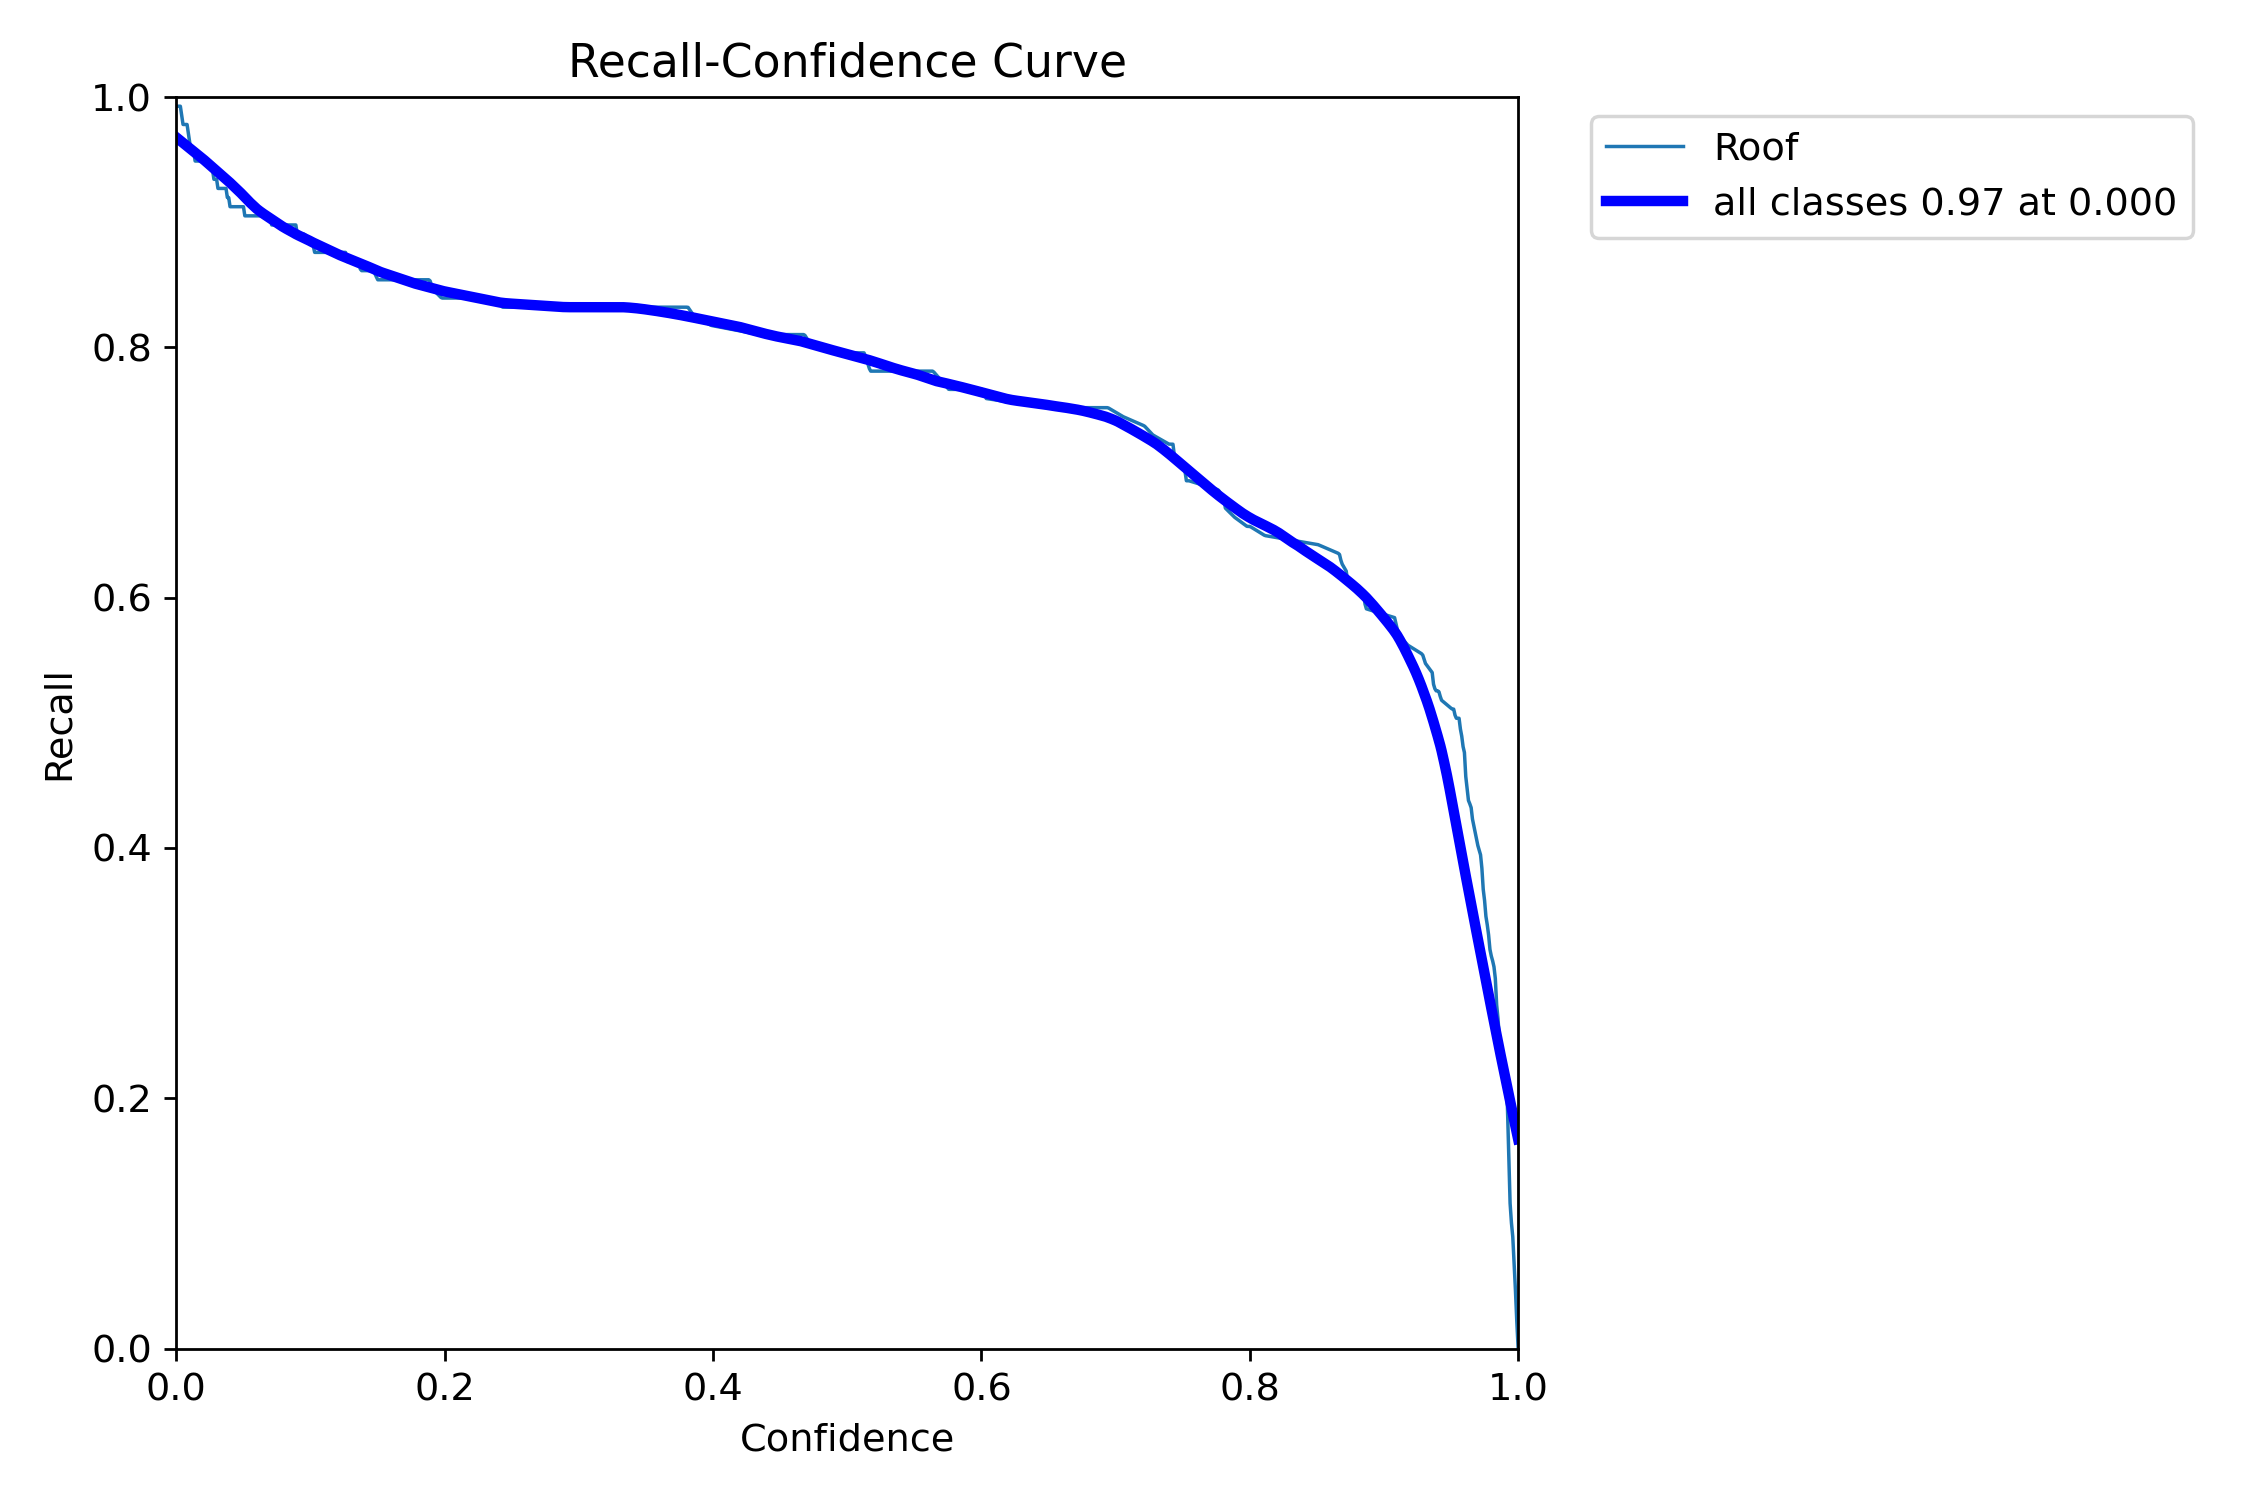 Recall-Confidence Curve
Roof
all classes 0.97 at 0.000
1.0
0.8
0.6
0.4
0.2
0.0
Recall
0.0 0.2 0.4 0.6 0.8 1.0
Confidence